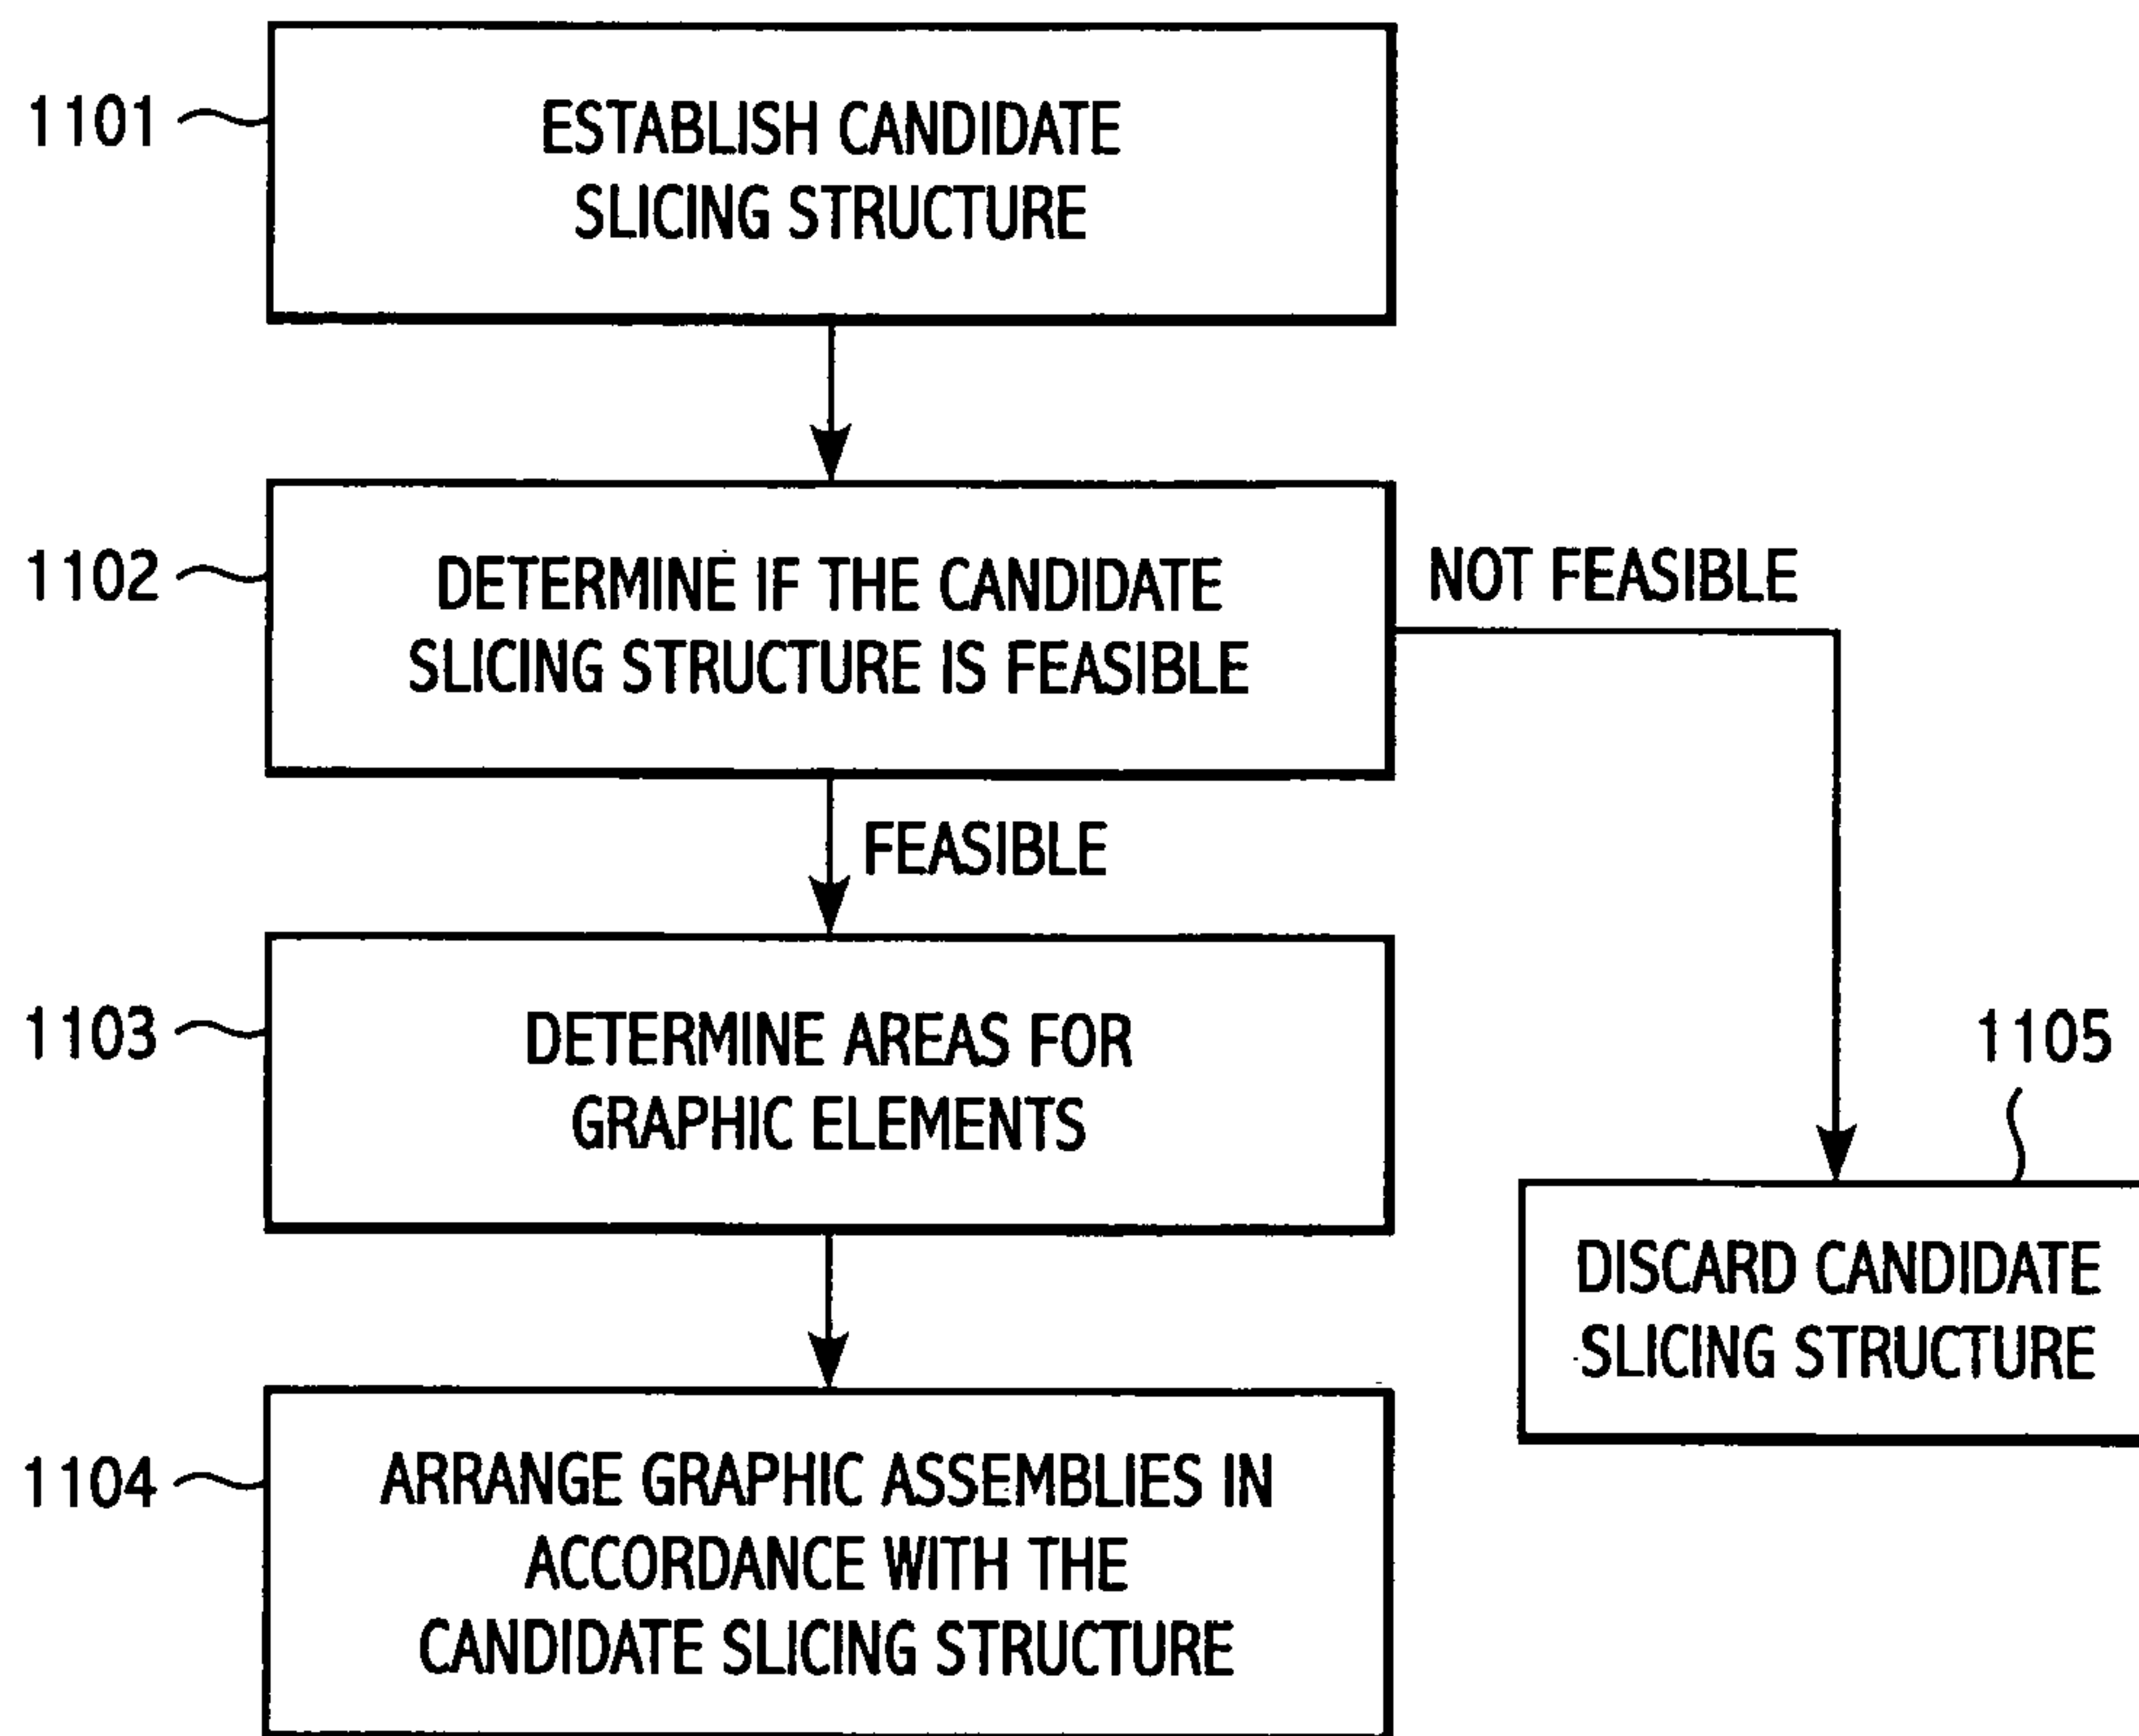 1101
ESTABLISH CANDIDATE
SLICING STRUCTURE
1102
DETERMINE IF THE CANDIDATE
SLICING STRUCTURE IS FEASIBLE
NOT FEASIBLE
FEASIBLE
1103
DETERMINE AREAS FOR
GRAPHIC ELEMENTS
1105
DISCARD CANDIDATE
SLICING STRUCTURE
1104
ARRANGE GRAPHIC ASSEMBLIES IN
ACCORDANCE WITH THE
CANDIDATE SLICING STRUCTURE